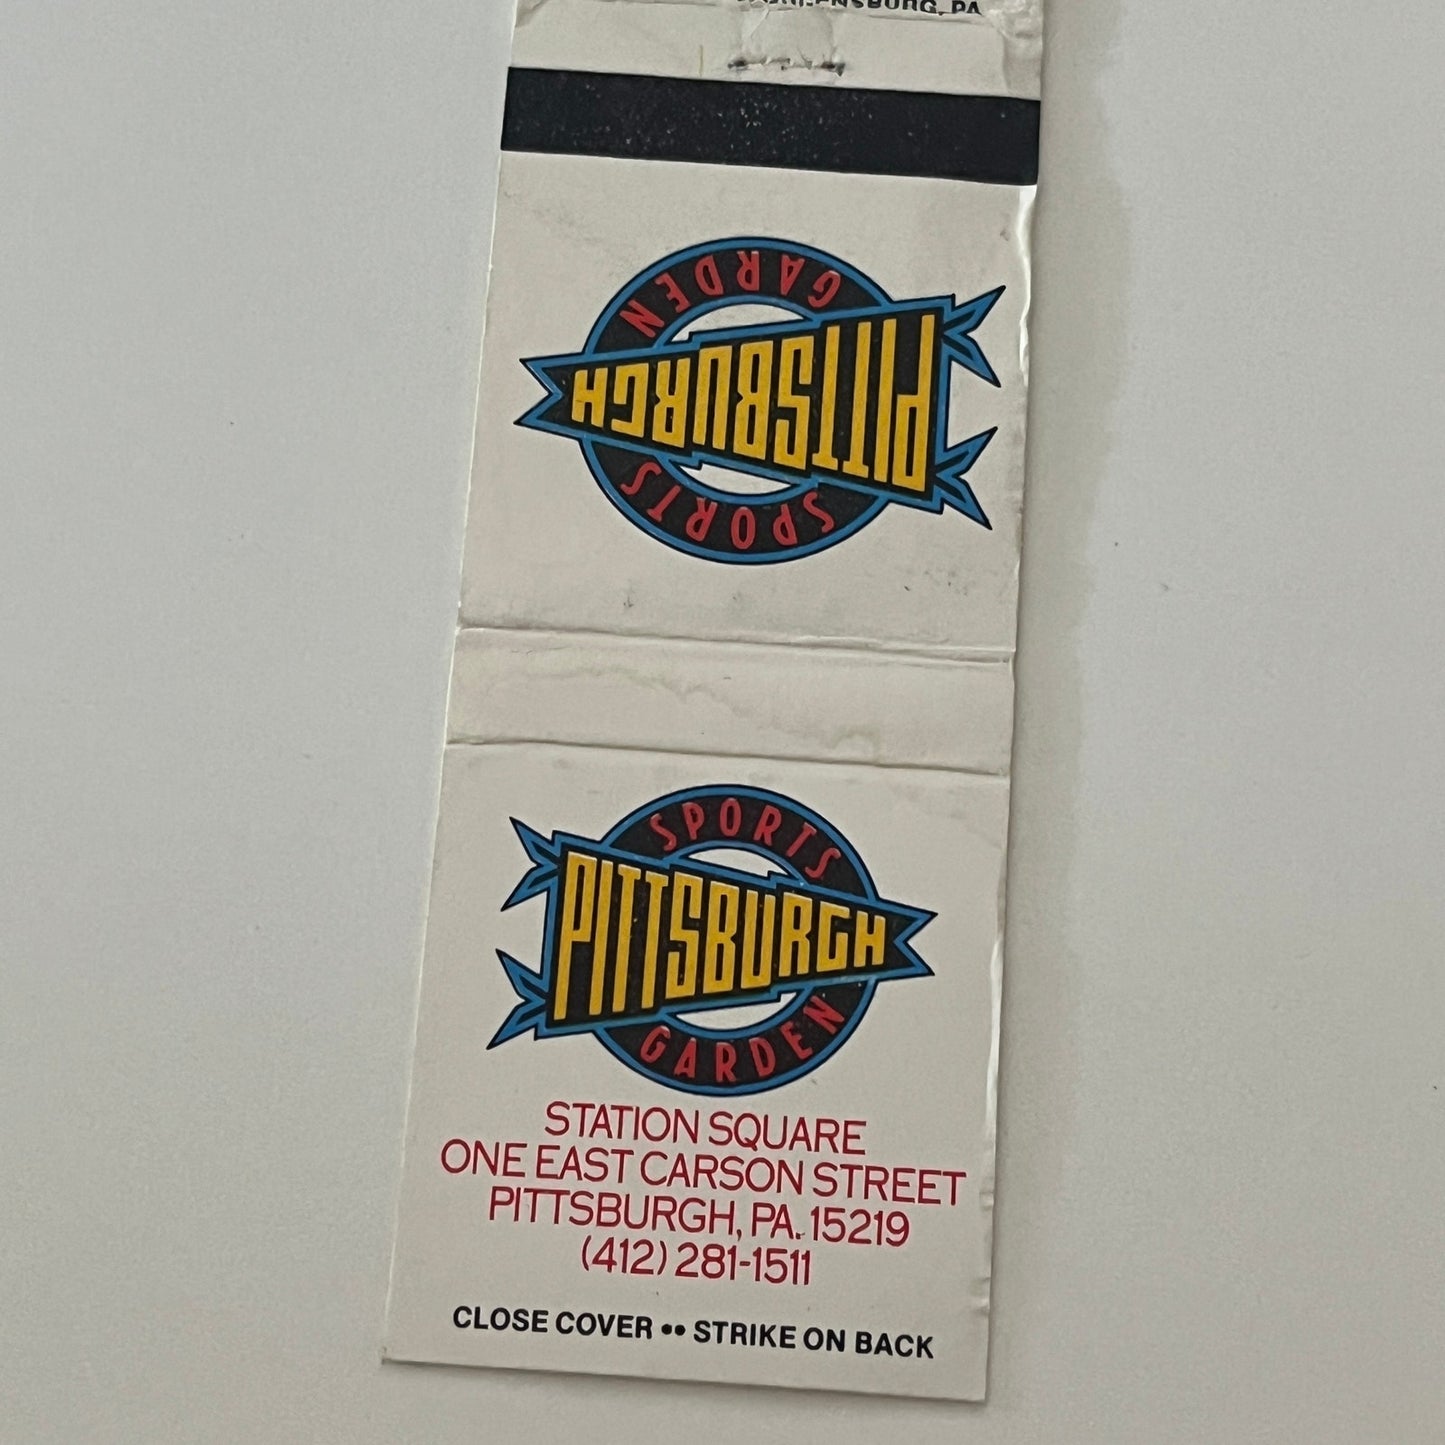 PA
SPORTS
PITTSBURGH
GARDEN
SPORTS
PITTSBURGH
GARDEN
STATION SQUARE
ONE EAST CARSON STREET
PITTSBURGH, PA. 15219
(412) 281-1511
CLOSE COVER •• STRIKE ON BACK